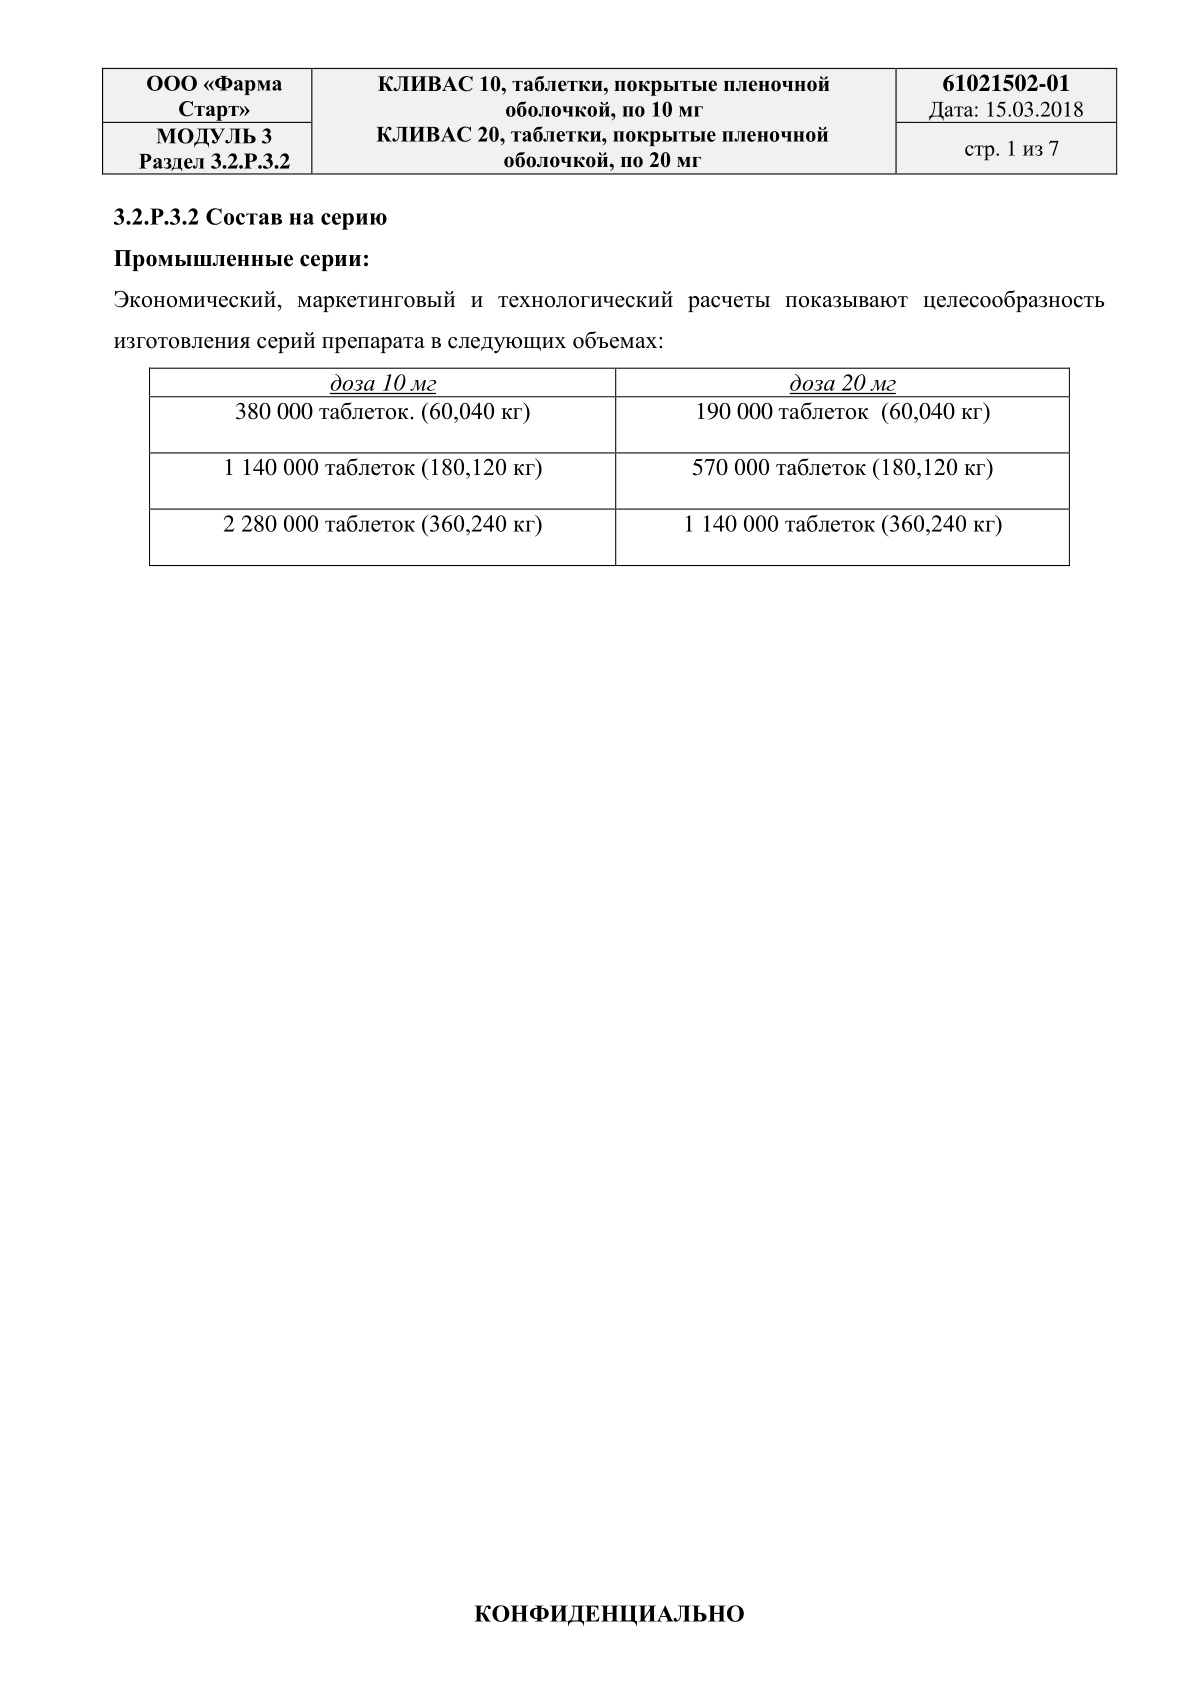 ООО «Фарма
Старт»
МОДУЛЬ 3
Раздел 3.2.Р.3.2
КЛИВАС 10, таблетки, покрытые пленочной
оболочкой, по 10 мг
КЛИВАС 20, таблетки, покрытые пленочной
оболочкой, по 20 мг
61021502-01
Дата: 15.03.2018
стр. 1 из 7
3.2.Р.3.2 Состав на серию
Промышленные серии:
Экономический, маркетинговый и технологический расчеты показывают целесообразность
изготовления серий препарата в следующих объемах:
доза 10 мг доза 20 мг
380 000 таблеток. (60,040 кг) 190 000 таблеток (60,040 кг)
1 140 000 таблеток (180,120 кг) 570 000 таблеток (180,120 кг)
2 280 000 таблеток (360,240 кг) 1 140 000 таблеток (360,240 кг)
КОНФИДЕНЦИАЛЬНО